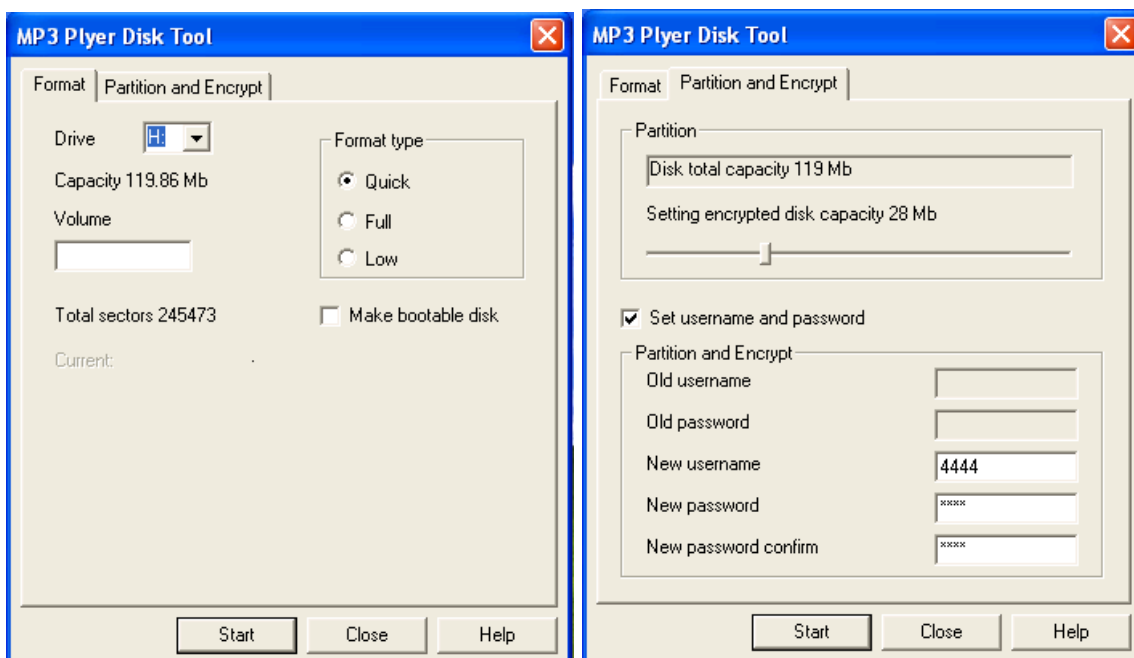 MP3 Plyer Disk Tool
Format Partition and Encrypt
Drive H:
Format type
Capacity 119.86 Mb
Quick
Volume
Full
Low
Total sectors 245473
Make bootable disk
Current:
Start Close Help
MP3 Plyer Disk Tool
Format Partition and Encrypt
Partition
Disk total capacity 119 Mb
Setting encrypted disk capacity 28 Mb
Set username and password
Partition and Encrypt
Old username
Old password
New username 4444
New password ****
New password confirm ****
Start Close Help